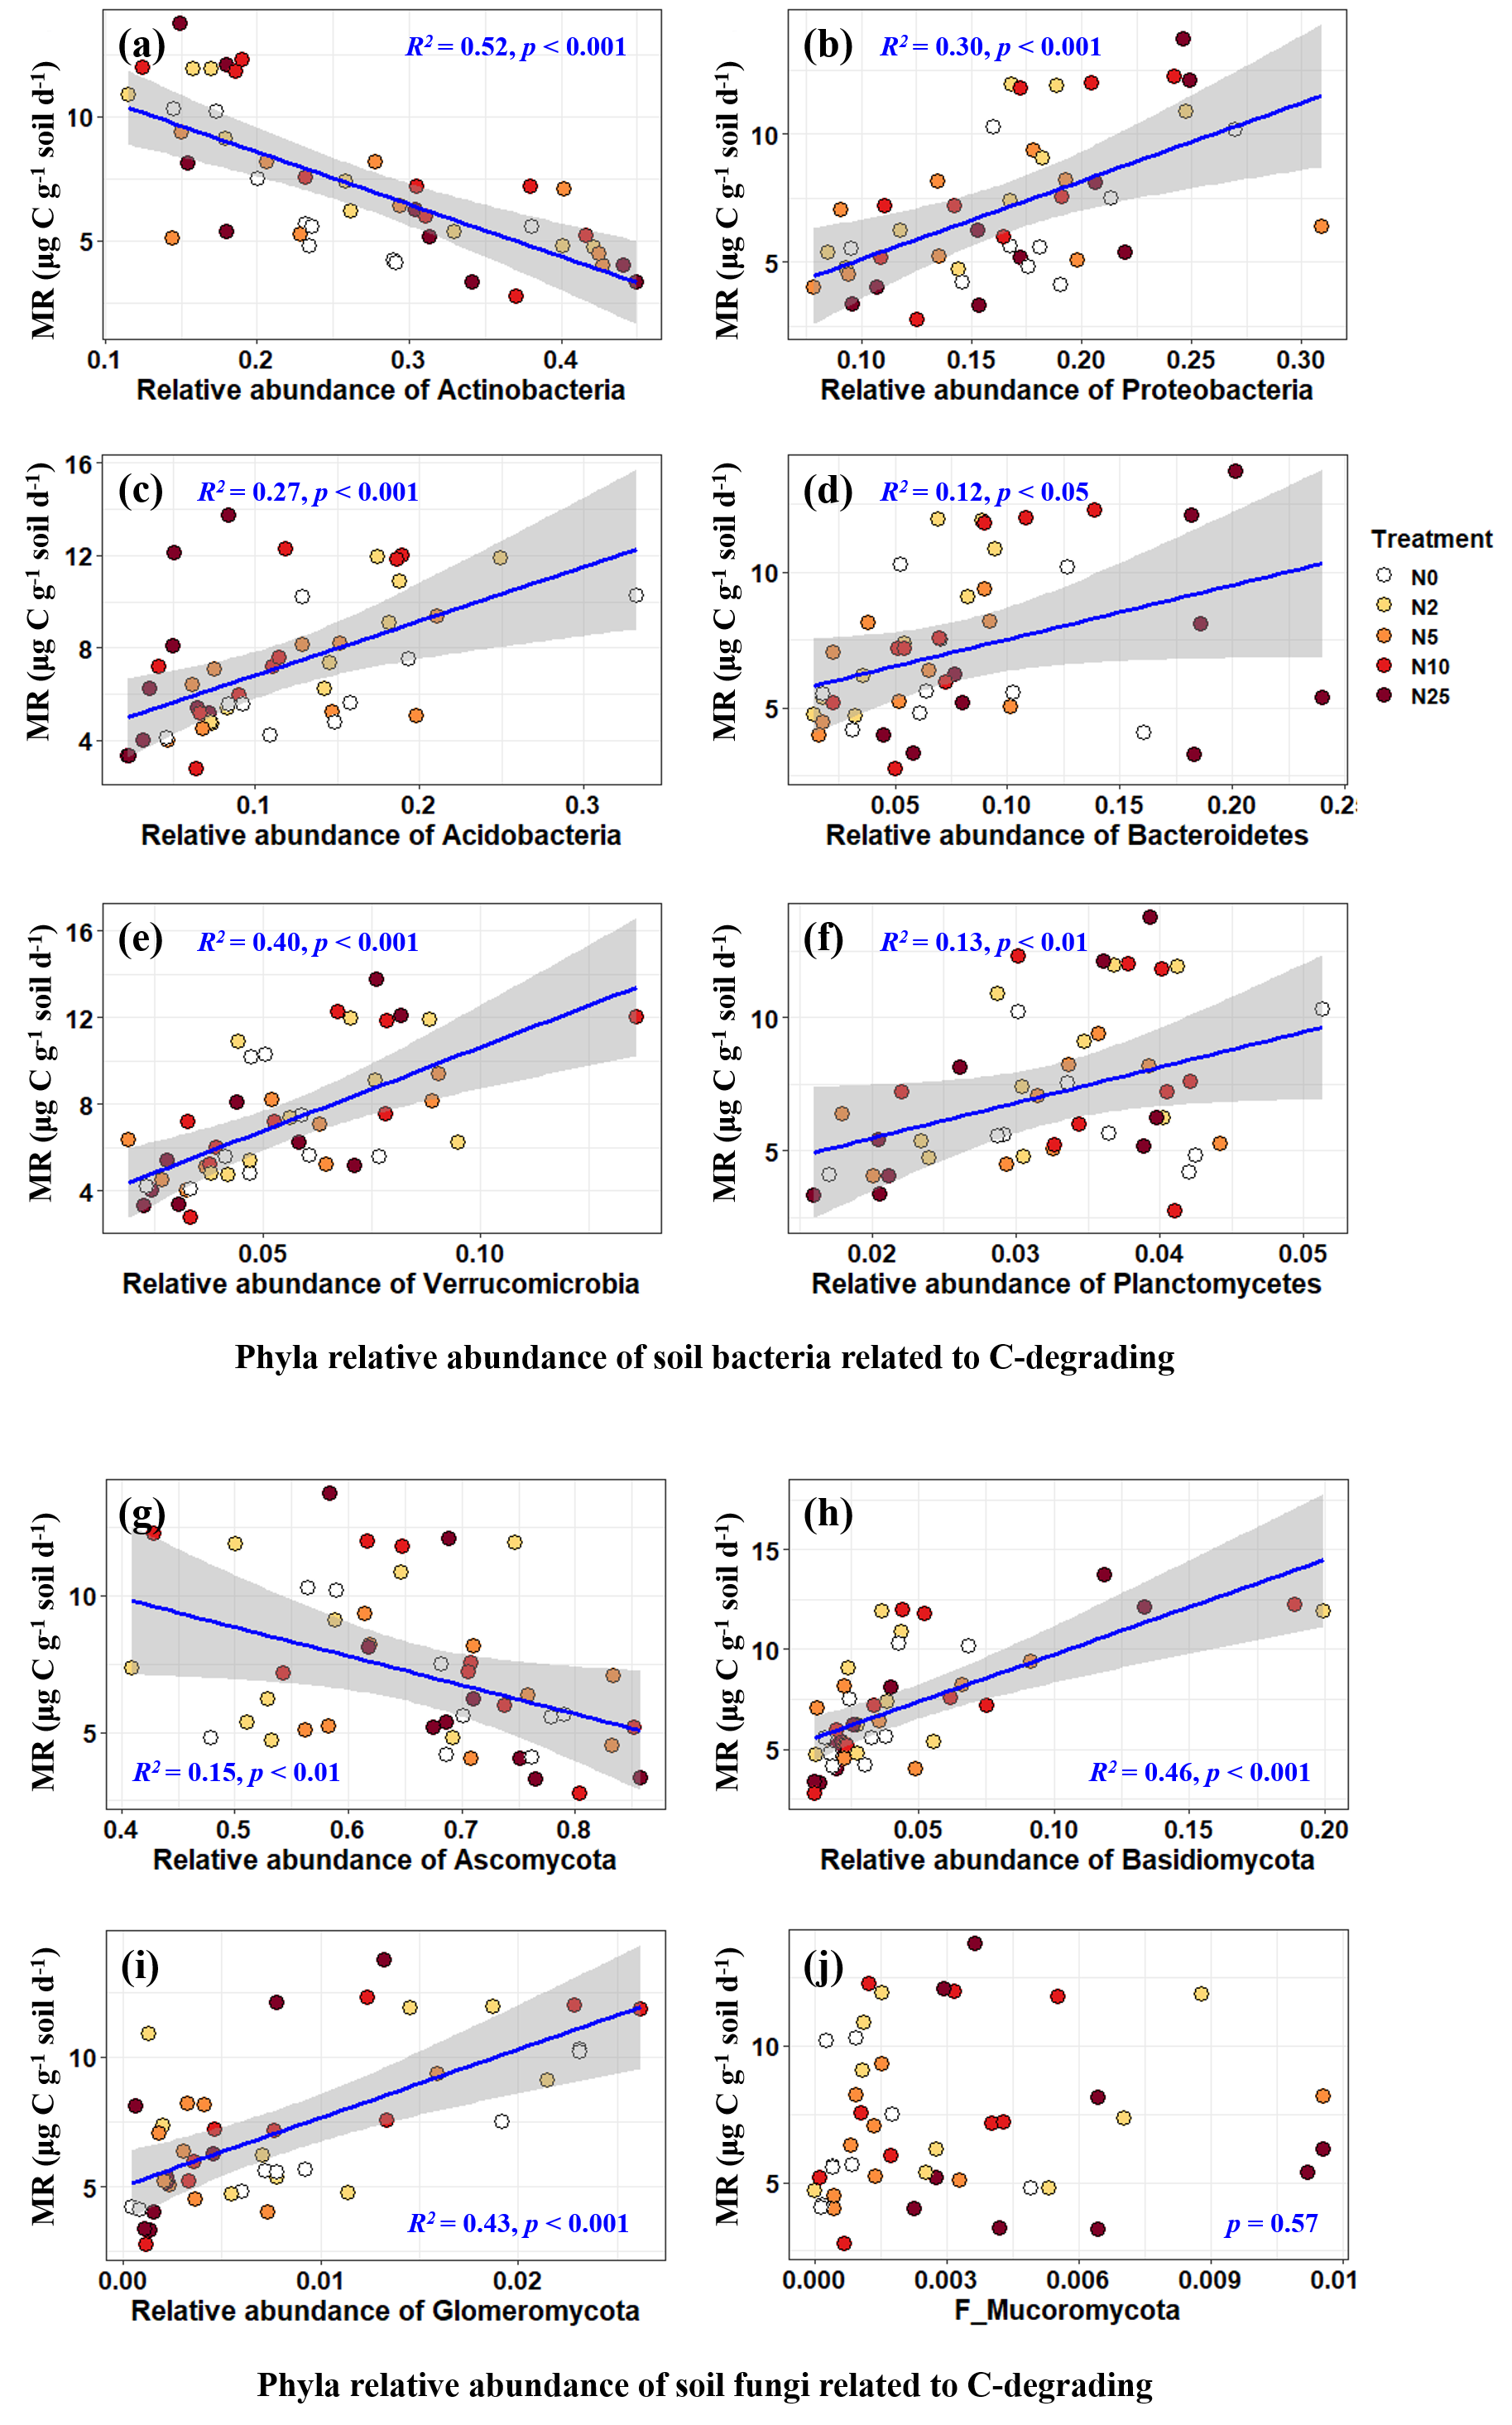 (a)
R² = 0.52, p < 0.001
MR (µg C g⁻¹ soil d⁻¹)
10
5
0.1 0.2 0.3 0.4
Relative abundance of Actinobacteria
(b)
R² = 0.30, p < 0.001
MR (µg C g⁻¹ soil d⁻¹)
10
5
0.10 0.15 0.20 0.25 0.30
Relative abundance of Proteobacteria
(c)
R² = 0.27, p < 0.001
MR (µg C g⁻¹ soil d⁻¹)
16
12
8
4
0.1 0.2 0.3
Relative abundance of Acidobacteria
(d)
R² = 0.12, p < 0.05
MR (µg C g⁻¹ soil d⁻¹)
10
5
0.05 0.10 0.15 0.20
Relative abundance of Bacteroidetes
Treatment
N0
N2
N5
N10
N25
(e)
R² = 0.40, p < 0.001
MR (µg C g⁻¹ soil d⁻¹)
16
12
8
4
0.05 0.10
Relative abundance of Verrucomicrobia
(f)
R² = 0.13, p < 0.01
MR (µg C g⁻¹ soil d⁻¹)
10
5
0.02 0.03 0.04 0.05
Relative abundance of Planctomycetes
Phyla relative abundance of soil bacteria related to C-degrading
(g)
MR (µg C g⁻¹ soil d⁻¹)
10
5
R² = 0.15, p < 0.01
0.4 0.5 0.6 0.7 0.8
Relative abundance of Ascomycota
(h)
MR (µg C g⁻¹ soil d⁻¹)
15
10
5
R² = 0.46, p < 0.001
0.05 0.10 0.15 0.20
Relative abundance of Basidiomycota
(i)
MR (µg C g⁻¹ soil d⁻¹)
10
5
R² = 0.43, p < 0.001
0.00 0.01 0.02
Relative abundance of Glomeromycota
(j)
MR (µg C g⁻¹ soil d⁻¹)
10
5
p = 0.57
0.000 0.003 0.006 0.009 0.01
F_Mucoromycota
Phyla relative abundance of soil fungi related to C-degrading